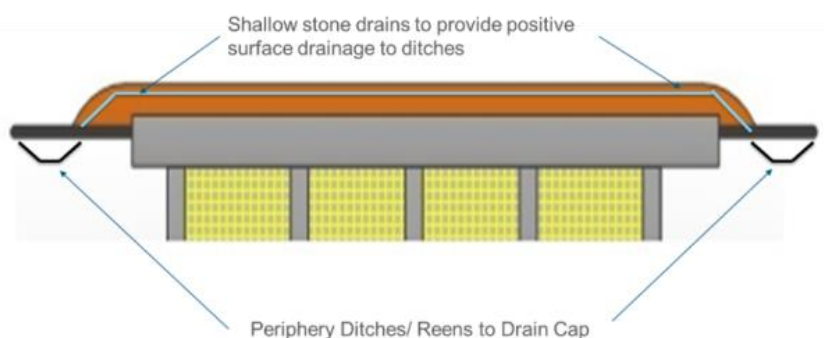 Shallow stone drains to provide positive
surface drainage to ditches
Periphery Ditches/ Reens to Drain Cap